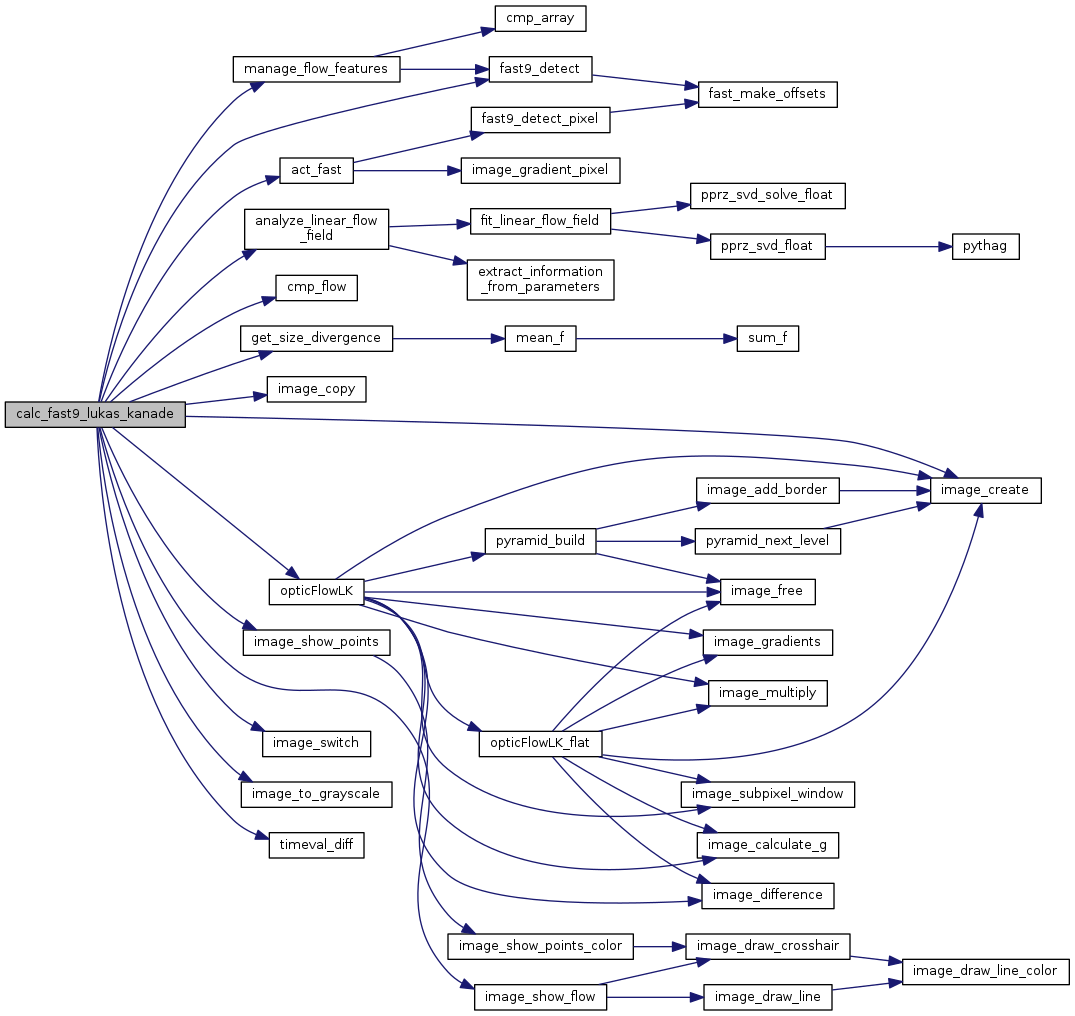 cmp_array
manage_flow_features
fast9_detect
fast_make_offsets
fast9_detect_pixel
act_fast
image_gradient_pixel
pprz_svd_solve_float
analyze_linear_flow
_field
fit_linear_flow_field
pprz_svd_float
pythag
extract_information
_from_parameters
cmp_flow
get_size_divergence
mean_f
sum_f
image_copy
calc_fast9_lukas_kanade
image_create
image_add_border
pyramid_build
pyramid_next_level
opticFlowLK
image_free
image_show_points
image_gradients
image_multiply
image_switch
opticFlowLK_flat
image_to_grayscale
image_subpixel_window
timeval_diff
image_calculate_g
image_difference
image_show_points_color
image_draw_crosshair
image_draw_line_color
image_show_flow
image_draw_line